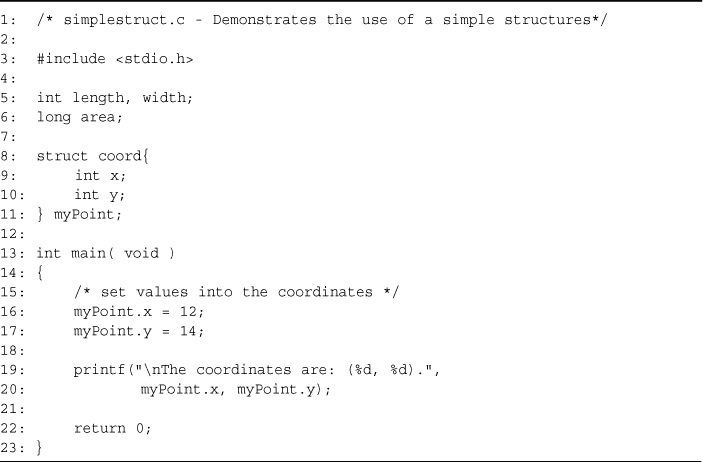 1: /* simplestruct.c - Demonstrates the use of a simple structures*/
2:
3: #include <stdio.h>
4:
5: int length, width;
6: long area;
7:
8: struct coord{
9: int x;
10: int y;
11: } myPoint;
12:
13: int main( void )
14: {
15: /* set values into the coordinates */
16: myPoint.x = 12;
17: myPoint.y = 14;
18:
19: printf("\nThe coordinates are: (%d, %d).",
20: myPoint.x, myPoint.y);
21:
22: return 0;
23: }